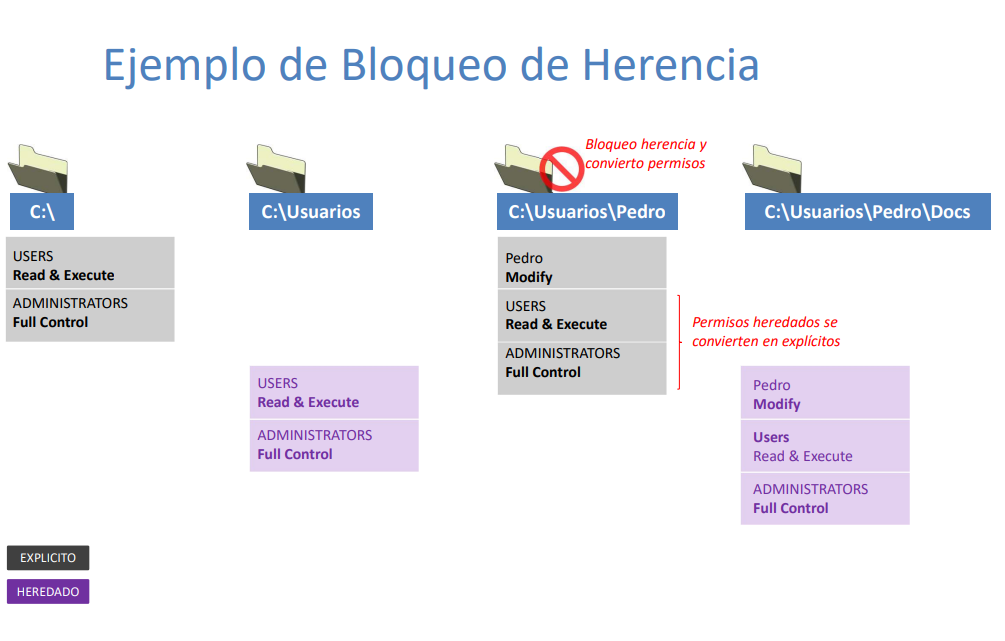 Ejemplo de Bloqueo de Herencia
Bloqueo herencia y
convierto permisos
C:\
C:\Usuarios
C:\Usuarios\Pedro
C:\Usuarios\Pedro\Docs
USERS
Read & Execute
ADMINISTRATORS
Full Control
USERS
Read & Execute
ADMINISTRATORS
Full Control
Pedro
Modify
USERS
Read & Execute
ADMINISTRATORS
Full Control
Permisos heredados se
convierten en explícitos
Pedro
Modify
Users
Read & Execute
ADMINISTRATORS
Full Control
EXPLICITO
HEREDADO